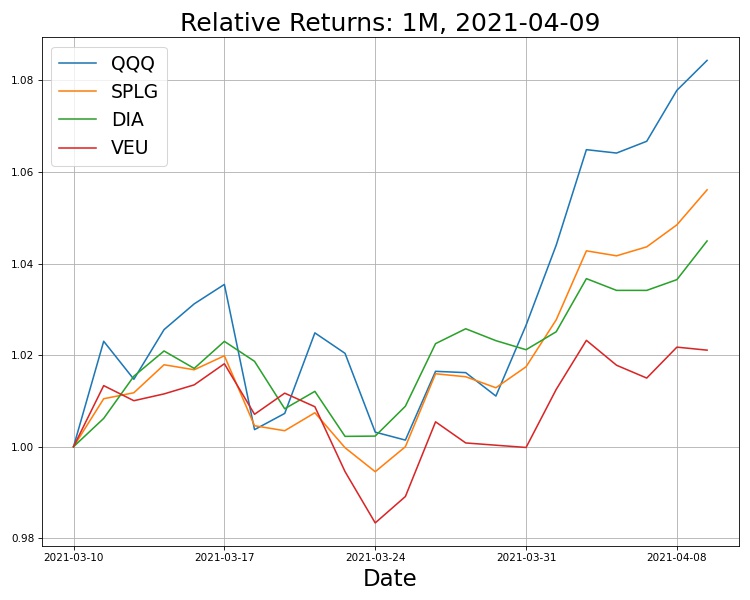 Relative Returns: 1M, 2021-04-09
QQQ
SPLG
DIA
VEU
1.08
1.06
1.04
1.02
1.00
0.98
2021-03-10
2021-03-17
2021-03-24
2021-03-31
2021-04-08
Date